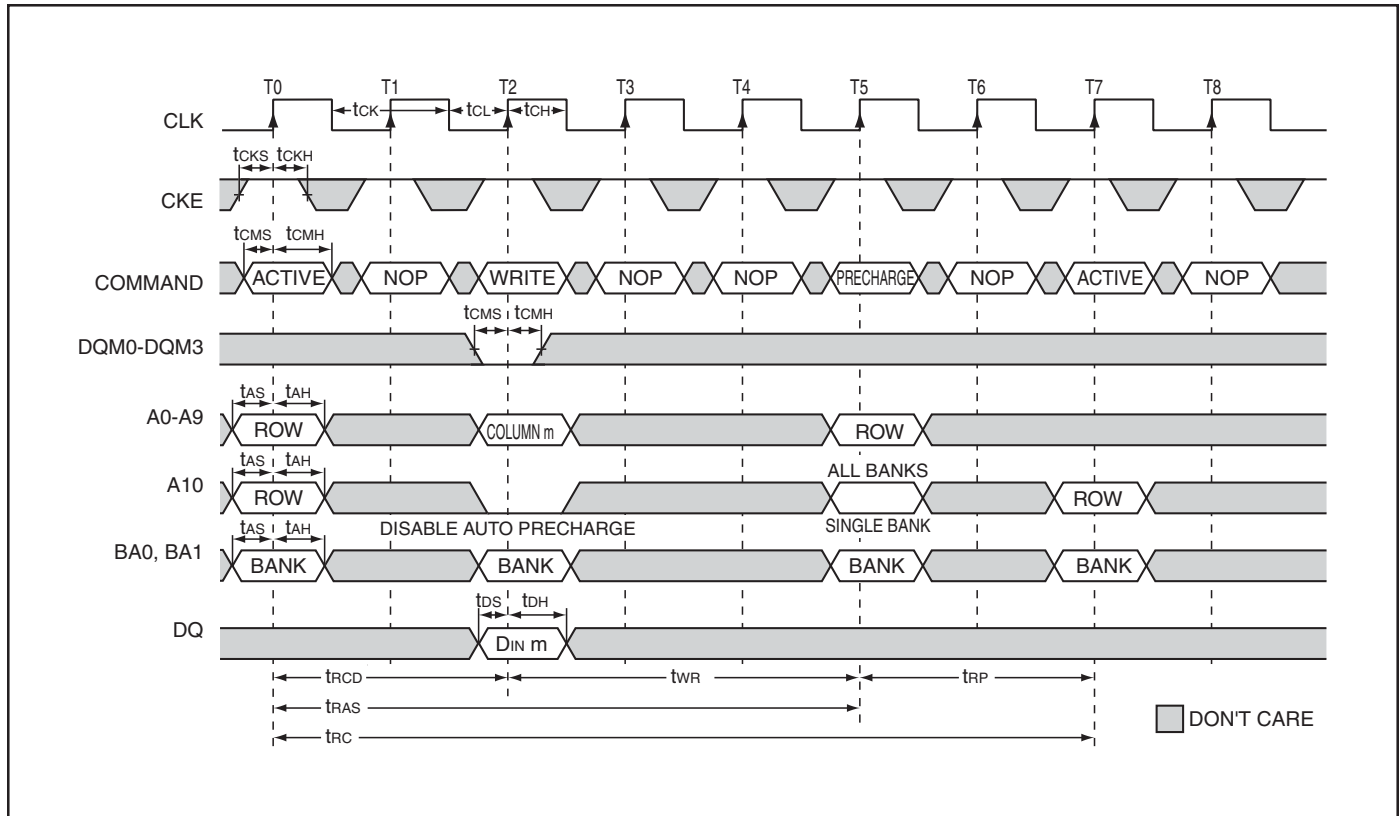 T0 T1 T2 T3 T4 T5 T6 T7 T8
CLK tCK tCL tCH
tCKS tCKH
CKE
tCMS tCMH
COMMAND ACTIVE NOP WRITE NOP NOP PRECHARGE NOP ACTIVE NOP
tCMS tCMH
DQM0-DQM3
tAS tAH
A0-A9 ROW COLUMN m ROW
tAS tAH ALL BANKS
A10 ROW ROW
DISABLE AUTO PRECHARGE SINGLE BANK
tAS tAH
BA0, BA1 BANK BANK BANK BANK
tDS tDH
DQ DIN m
tRCD tWR tRP
tRAS
DON'T CARE
tRC